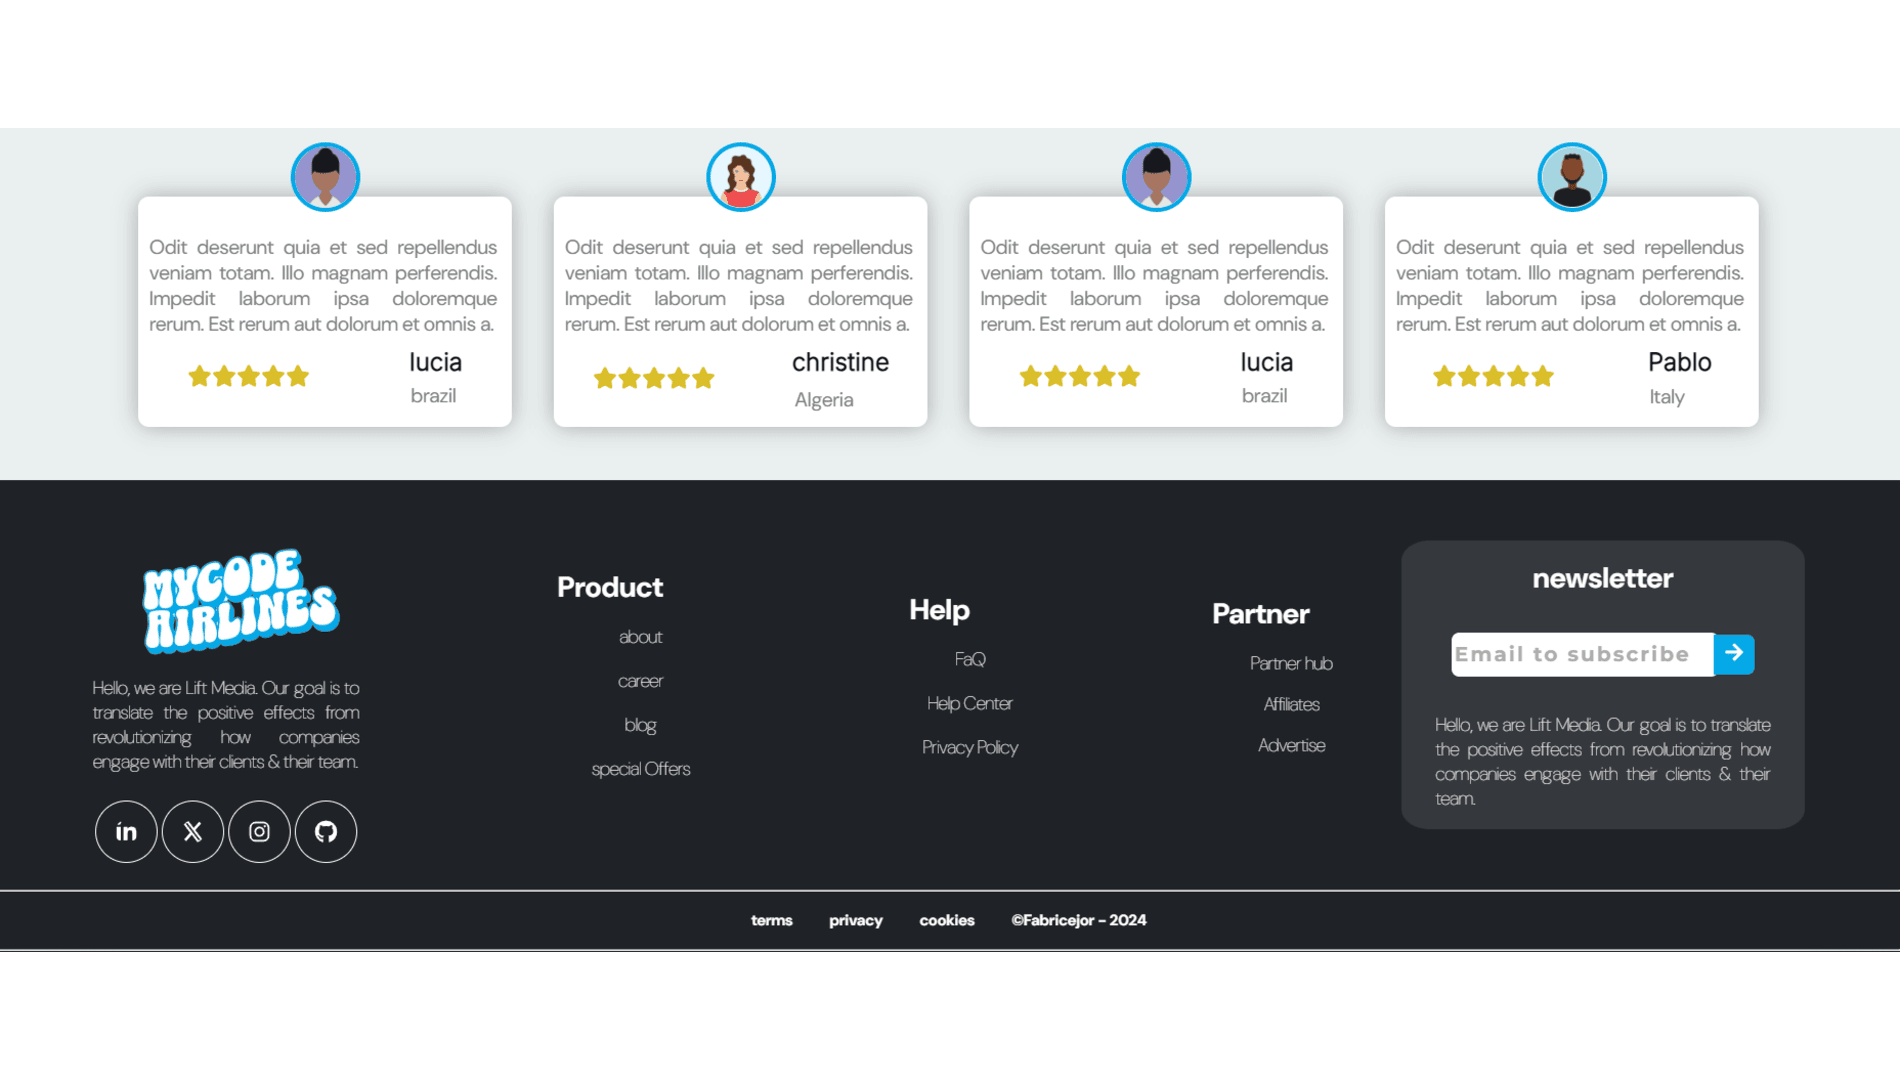 Odit deserunt quia et sed repellendus
veniam totam. Illo magnam perferendis.
Impedit laborum ipsa doloremque
rerum. Est rerum aut dolorum et omnis a.
lucia
brazil
Odit deserunt quia et sed repellendus
veniam totam. Illo magnam perferendis.
Impedit laborum ipsa doloremque
rerum. Est rerum aut dolorum et omnis a.
christine
Algeria
Odit deserunt quia et sed repellendus
veniam totam. Illo magnam perferendis.
Impedit laborum ipsa doloremque
rerum. Est rerum aut dolorum et omnis a.
lucia
brazil
Odit deserunt quia et sed repellendus
veniam totam. Illo magnam perferendis.
Impedit laborum ipsa doloremque
rerum. Est rerum aut dolorum et omnis a.
Pablo
Italy
MYCODE
AIRLINES
Hello, we are Lift Media. Our goal is to
translate the positive effects from
revolutionizing how companies
engage with their clients & their team.
in
Product
about
career
blog
special Offers
Help
FaQ
Help Center
Privacy Policy
Partner
Partner hub
Affiliates
Advertise
newsletter
Email to subscribe
Hello, we are Lift Media. Our goal is to translate
the positive effects from revolutionizing how
companies engage with their clients & their
team.
terms privacy cookies ©Fabricejor - 2024